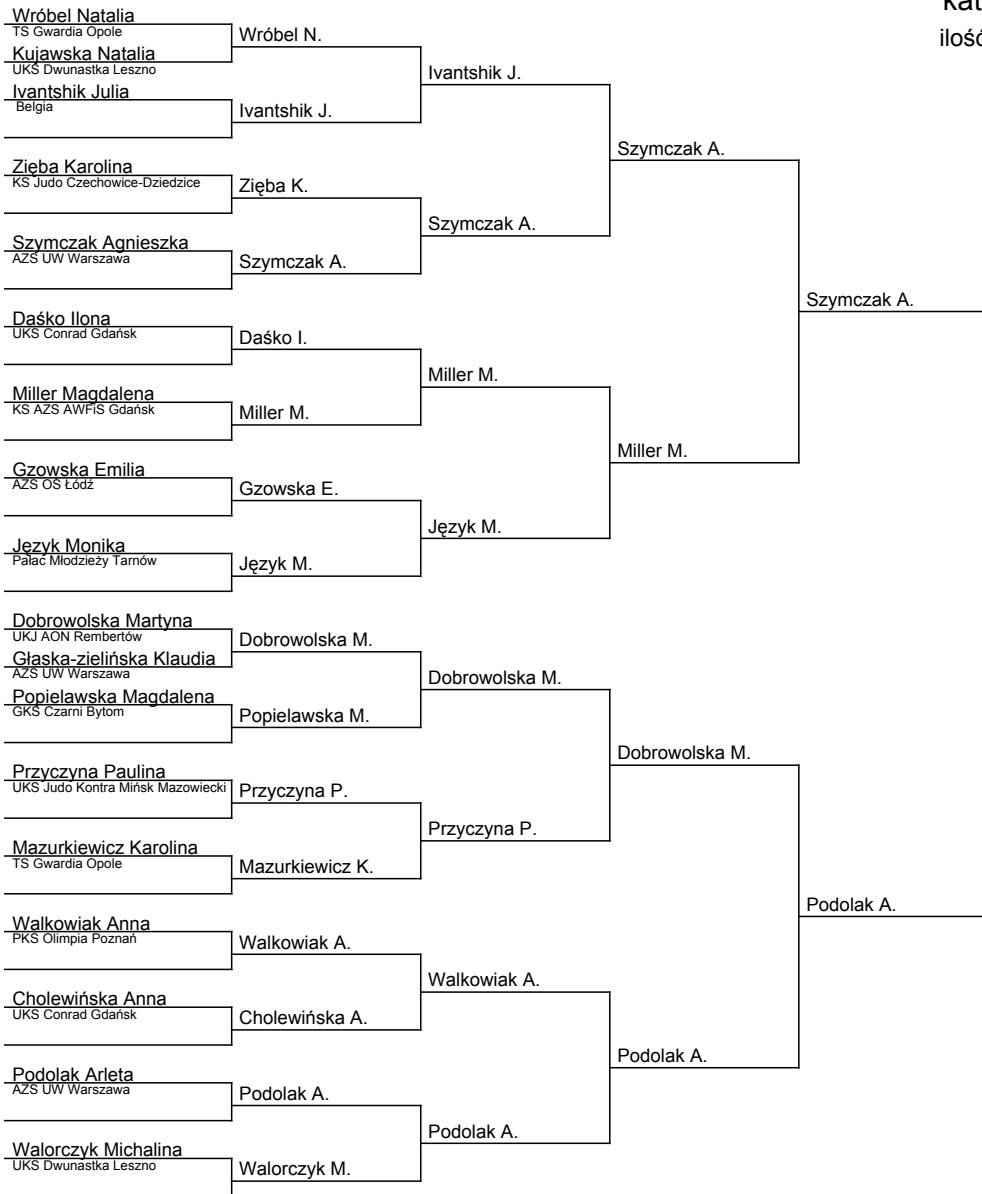 kat
ilość
Wróbel Natalia
TS Gwardia Opole
Kujawska Natalia
UKS Dwunastka Leszno
Ivantshik Julia
Belgia
Zięba Karolina
KS Judo Czechowice-Dziedzice
Szymczak Agnieszka
AZS UW Warszawa
Daśko Ilona
UKS Conrad Gdańsk
Miller Magdalena
KS AZS AWFiS Gdańsk
Gzowska Emilia
AZS OŚ Łódź
Język Monika
Pałac Młodzieży Tarnów
Dobrowolska Martyna
UKJ AON Rembertów
Głaska-zielińska Klaudia
AZS UW Warszawa
Popielawska Magdalena
GKS Czarni Bytom
Przyczyna Paulina
UKS Judo Kontra Mińsk Mazowiecki
Mazurkiewicz Karolina
TS Gwardia Opole
Walkowiak Anna
PKS Olimpia Poznań
Cholewińska Anna
UKS Conrad Gdańsk
Podolak Arleta
AZS UW Warszawa
Walorczyk Michalina
UKS Dwunastka Leszno
Wróbel N.
Ivantshik J.
Zięba K.
Szymczak A.
Daśko I.
Miller M.
Gzowska E.
Język M.
Dobrowolska M.
Popielawska M.
Przyczyna P.
Mazurkiewicz K.
Walkowiak A.
Cholewińska A.
Podolak A.
Walorczyk M.
Ivantshik J.
Szymczak A.
Miller M.
Język M.
Dobrowolska M.
Przyczyna P.
Walkowiak A.
Podolak A.
Szymczak A.
Miller M.
Dobrowolska M.
Podolak A.
Szymczak A.
Podolak A.